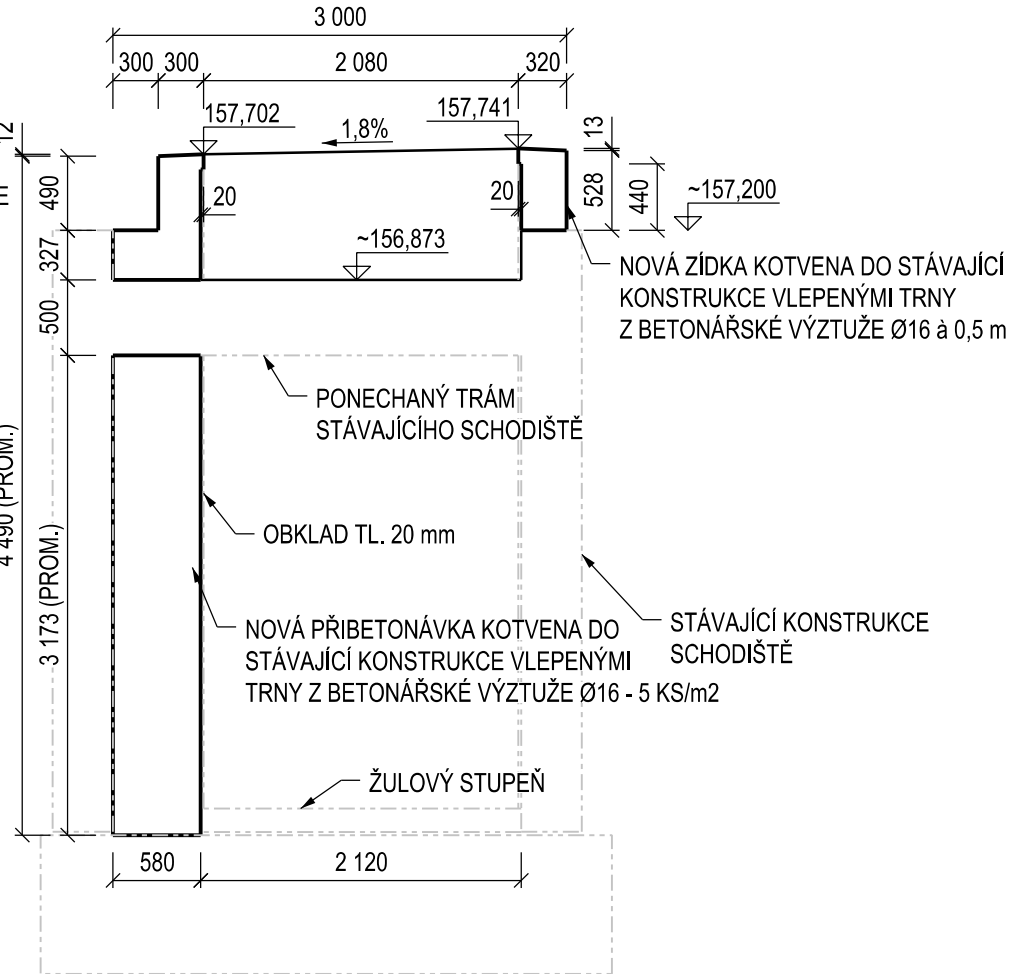 3 000
300 300 2 080 320
157,702 157,741
1,8%
12
13
490
528
440
~157,200
20 20
~156,873
327
500
NOVÁ ZÍDKA KOTVENA DO STÁVAJÍCÍ
KONSTRUKCE VLEPENÝMI TRNY
Z BETONÁŘSKÉ VÝZTUŽE Ø16 à 0,5 m
PONECHANÝ TRÁM
STÁVAJÍCÍHO SCHODIŠTĚ
4 490 (PROM.)
3 173 (PROM.)
OBKLAD TL. 20 mm
NOVÁ PŘIBETONÁVKA KOTVENA DO
STÁVAJÍCÍ KONSTRUKCE VLEPENÝMI
TRNY Z BETONÁŘSKÉ VÝZTUŽE Ø16 - 5 KS/m2
STÁVAJÍCÍ KONSTRUKCE
SCHODIŠTĚ
ŽULOVÝ STUPEŇ
580 2 120